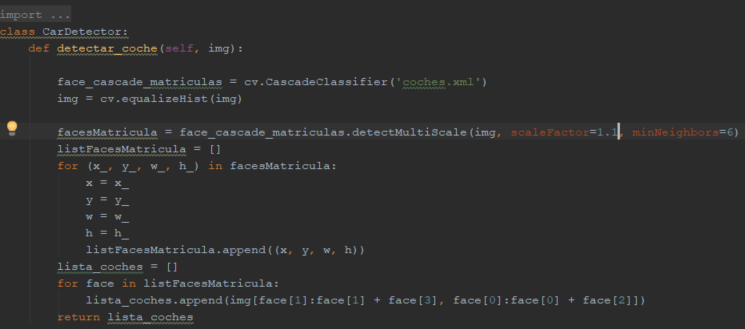 import ...
class CarDetector:
    def detectar_coche(self, img):
        face_cascade_matriculas = cv.CascadeClassifier('coches.xml')
        img = cv.equalizeHist(img)
        facesMatricula = face_cascade_matriculas.detectMultiScale(img, scaleFactor=1.1, minNeighbors=6)
        listFacesMatricula = []
        for (x_, y_, w_, h_) in facesMatricula:
            x = x_
            y = y_
            w = w_
            h = h_
            listFacesMatricula.append((x, y, w, h))
        lista_coches = []
        for face in listFacesMatricula:
            lista_coches.append(img[face[1]:face[1] + face[3], face[0]:face[0] + face[2]])
        return lista_coches